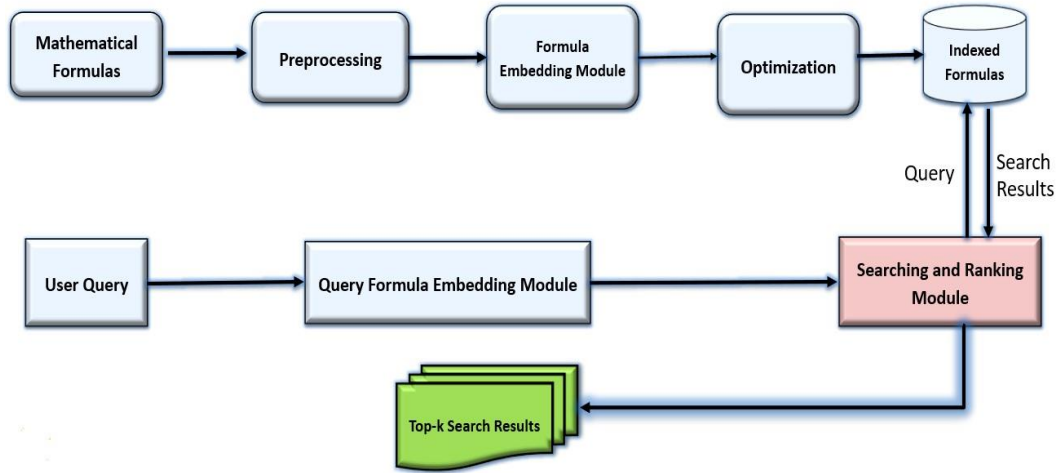 Mathematical
Formulas
Preprocessing
Formula
Embedding Module
Optimization
Indexed
Formulas
Query
Search
Results
User Query
Query Formula Embedding Module
Searching and Ranking
Module
Top-k Search Results